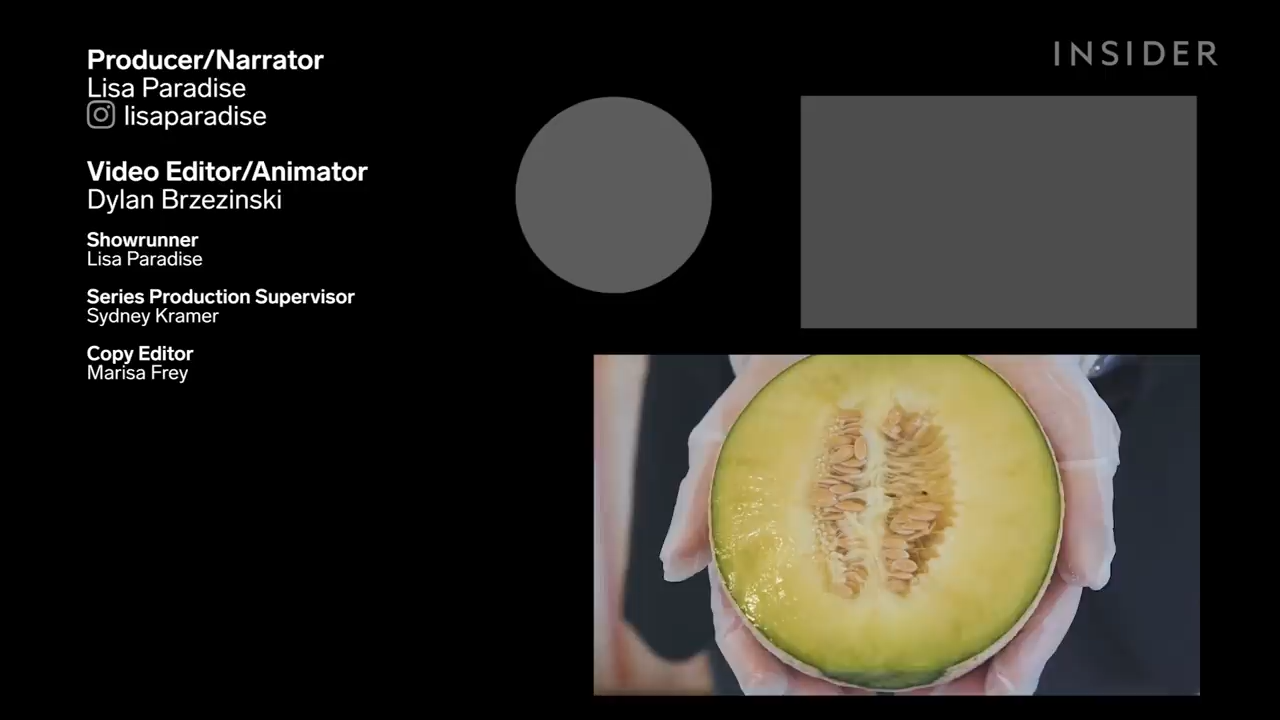 Producer/Narrator
Lisa Paradise
lisaparadise
Video Editor/Animator
Dylan Brzezinski
Showrunner
Lisa Paradise
Series Production Supervisor
Sydney Kramer
Copy Editor
Marisa Frey
INSIDER